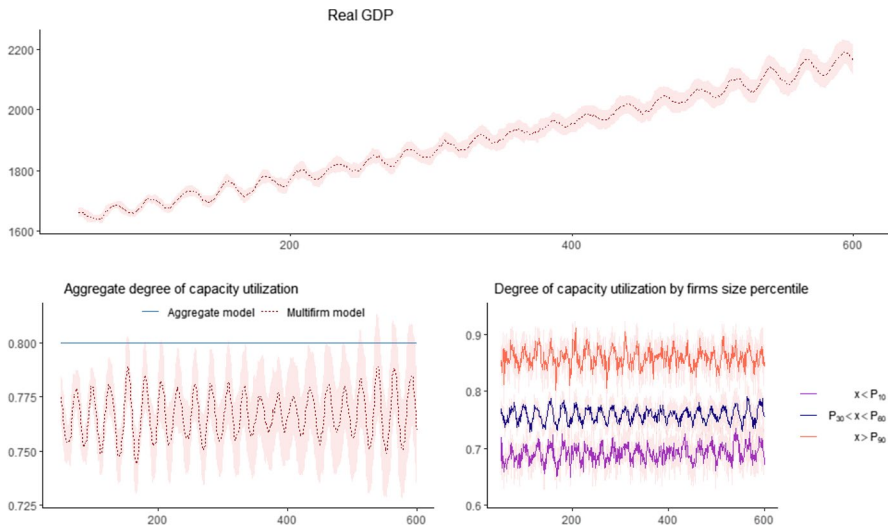 Real GDP
2200
2000
1800
1600
200 400 600
Aggregate degree of capacity utilization
Aggregate model Multifirm model
0.800
0.775
0.750
0.725
200 400 600
Degree of capacity utilization by firms size percentile
0.9
0.8
0.7
0.6
200 400 600
x < P10
P30 < x < P60
x > P90